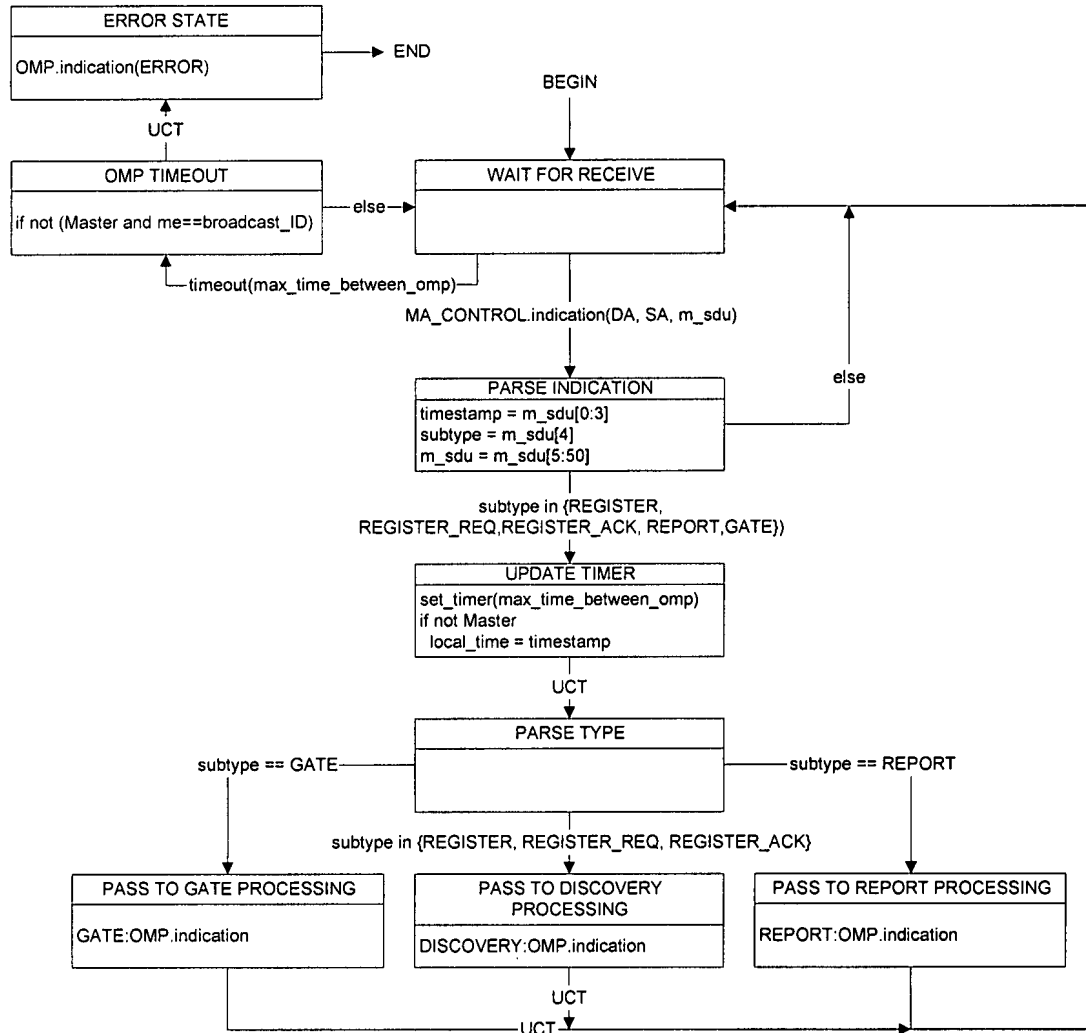 ERROR STATE
OMP.indication(ERROR)
END
BEGIN
UCT
OMP TIMEOUT
if not (Master and me==broadcast_ID)
else
WAIT FOR RECEIVE
timeout(max_time_between_omp)
MA_CONTROL.indication(DA, SA, m_sdu)
else
PARSE INDICATION
timestamp = m_sdu[0:3]
subtype = m_sdu[4]
m_sdu = m_sdu[5:50]
subtype in {REGISTER,
REGISTER_REQ,REGISTER_ACK, REPORT,GATE})
UPDATE TIMER
set_timer(max_time_between_omp)
if not Master
local_time = timestamp
UCT
PARSE TYPE
subtype == GATE
subtype == REPORT
subtype in {REGISTER, REGISTER_REQ, REGISTER_ACK}
PASS TO GATE PROCESSING
GATE:OMP.indication
PASS TO DISCOVERY
PROCESSING
DISCOVERY:OMP.indication
PASS TO REPORT PROCESSING
REPORT:OMP.indication
UCT
UCT